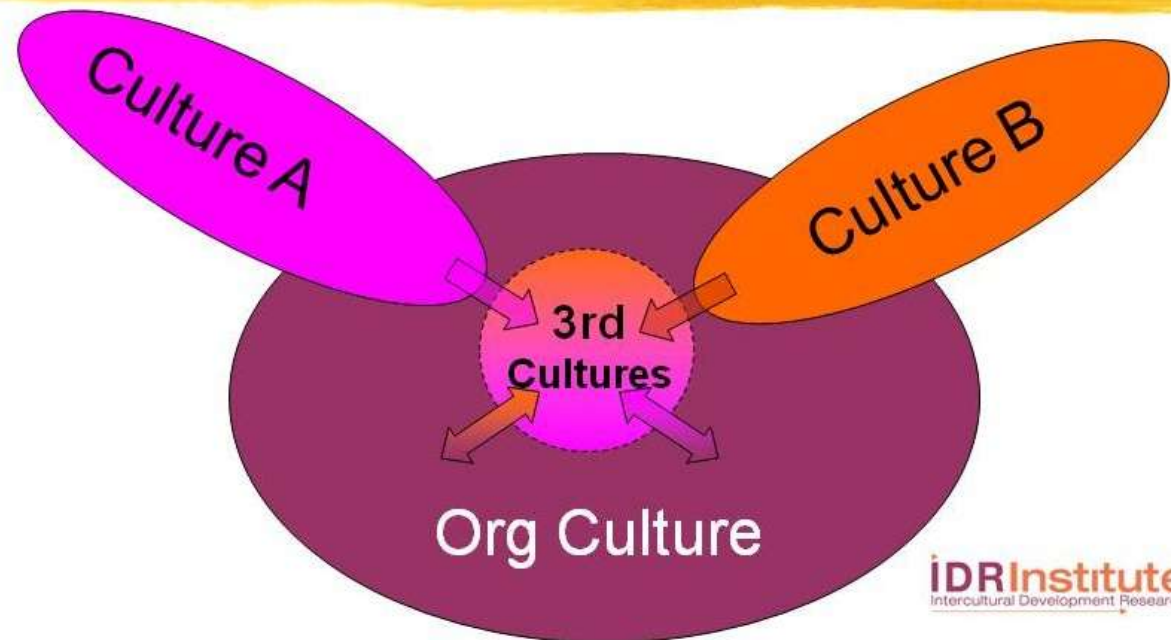 Culture A
Culture B
3rd
Cultures
Org Culture
IDRInstitute
Intercultural Development Research